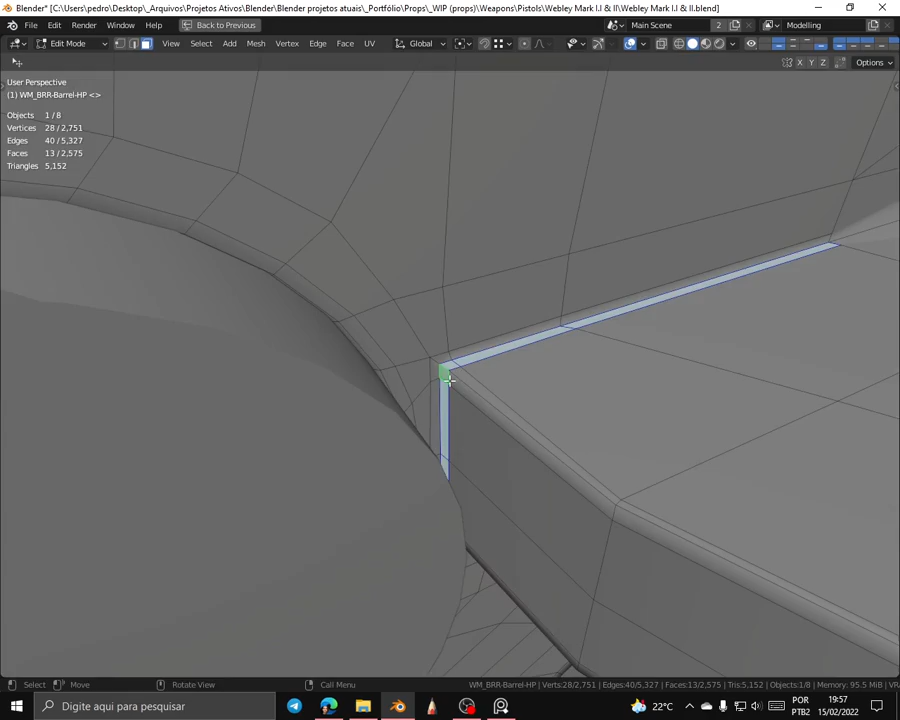 Blender* [C:\Users\pedro\Desktop\_Arquivos\Projetos Ativos\Blender\Blender projetos atuais\_Portfólio\Props\_WIP (props)\Weapons\Pistols\Webley Mark I.I & II\Webley Mark I.I & II.blend]
File Edit Render Window Help Back to Previous Main Scene 2 Modelling
Edit Mode View Select Add Mesh Vertex Edge Face UV Global
X Y Z Options
User Perspective
(1) WM_BRR-Barrel-HP <>
Objects 1 / 8
Vertices 28 / 2,751
Edges 40 / 5,327
Faces 13 / 2,575
Triangles 5,152
Select Move Rotate View Call Menu WM_BRR-Barrel-HP | Verts:28/2,751 | Edges:40/5,327 | Faces:13/2,575 | Tris:5,152 | Objects:1/8 | Memory: 95.5 MiB | VR
Digite aqui para pesquisar 22°C POR 19:57
PTB2 15/02/2022